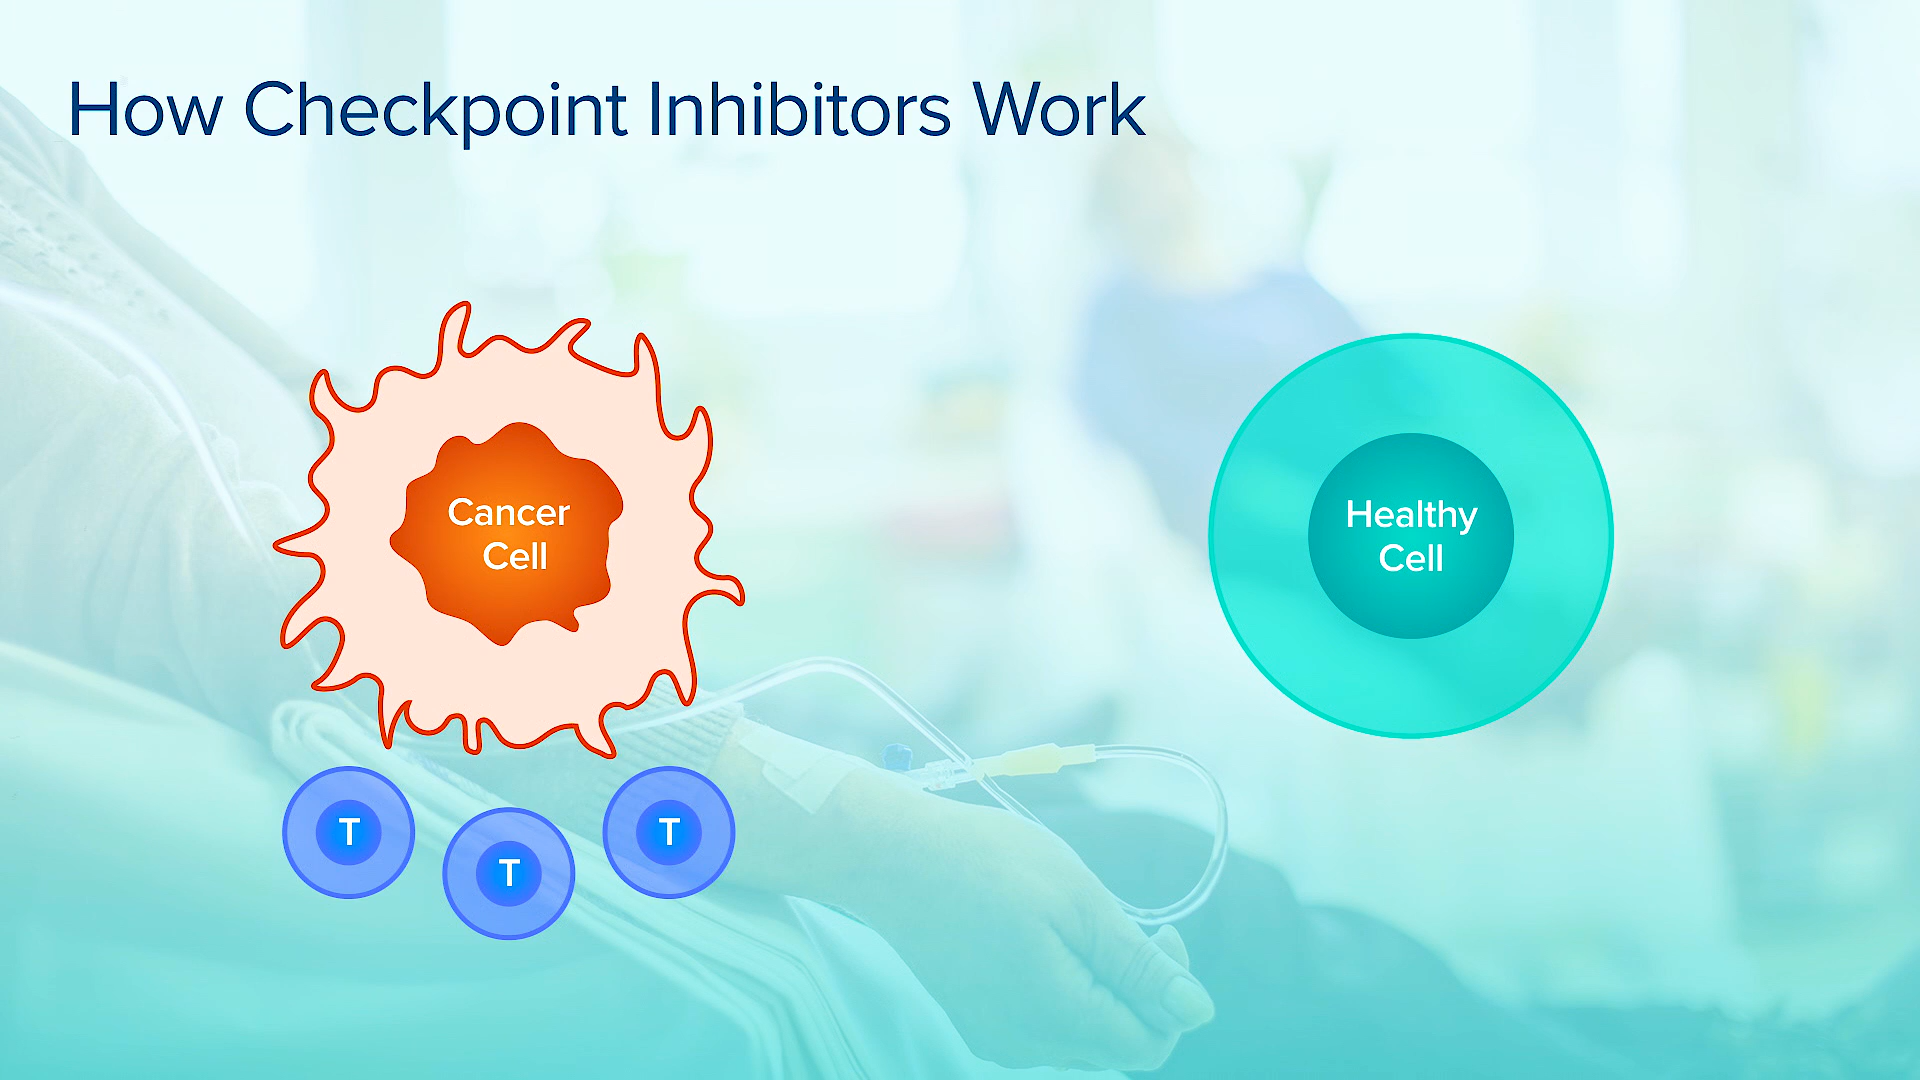 How Checkpoint Inhibitors Work
Cancer
Cell
Healthy
Cell
T
T
T